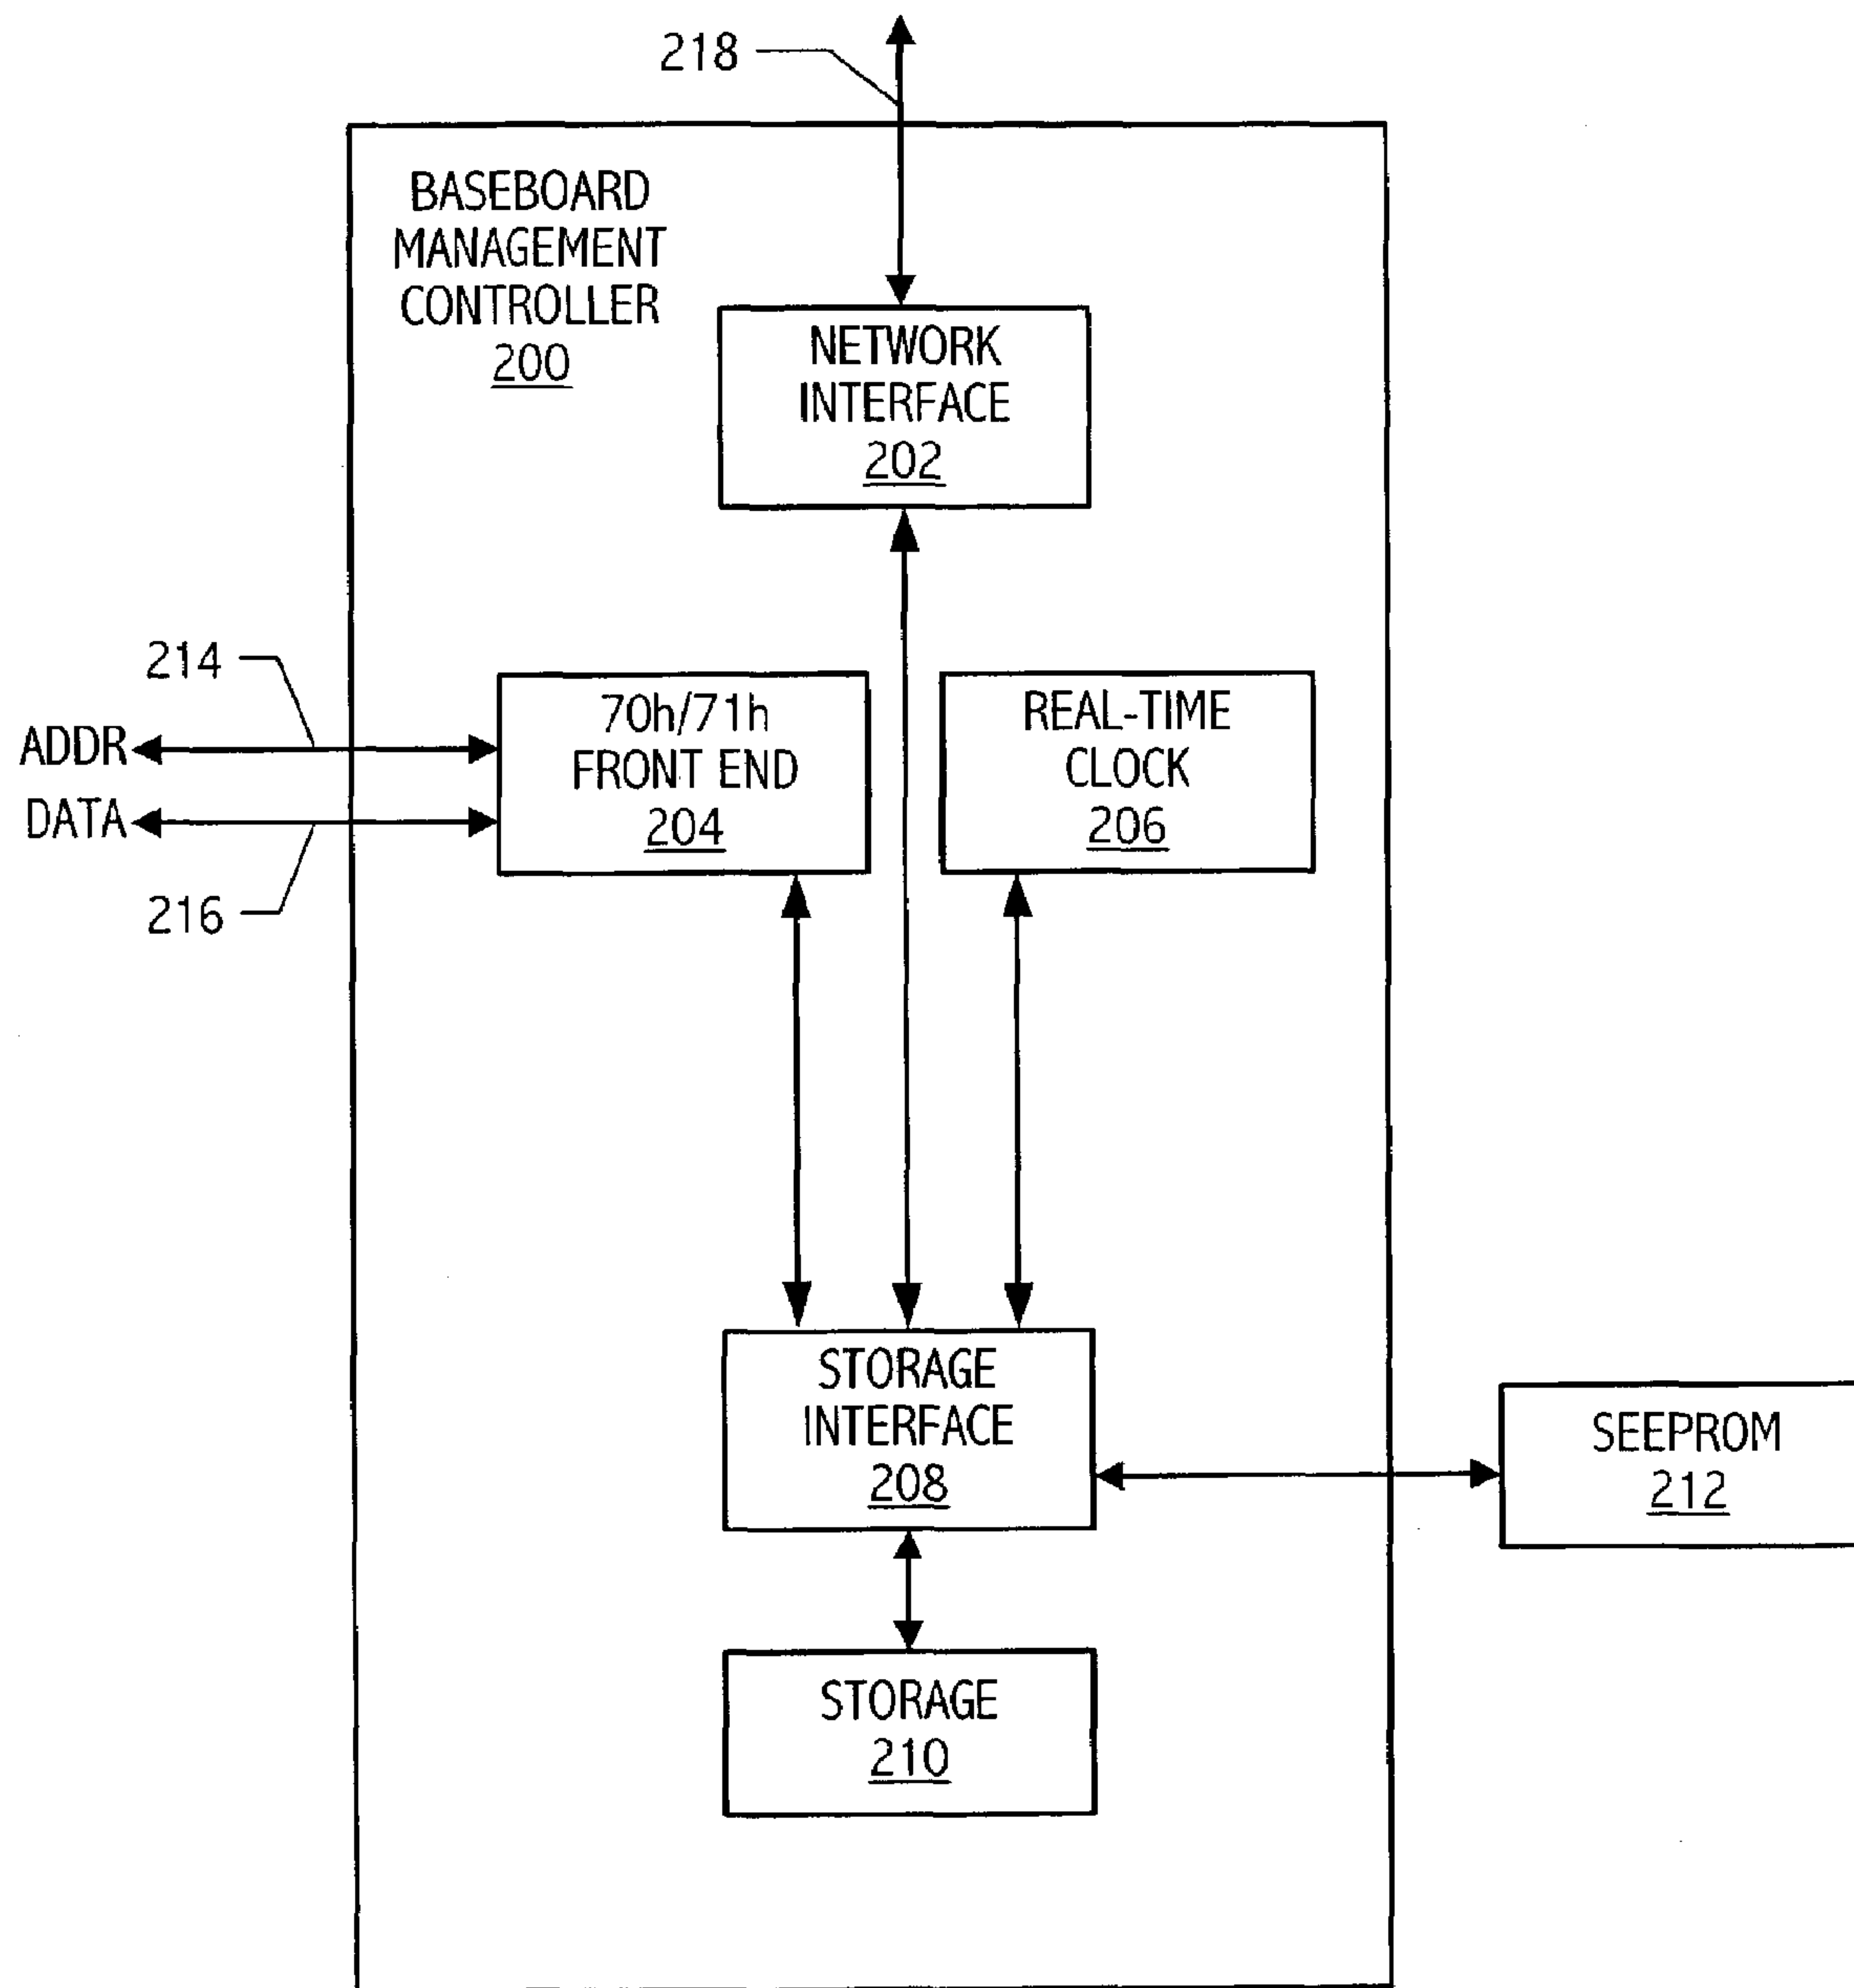 218
BASEBOARD
MANAGEMENT
CONTROLLER
200
NETWORK
INTERFACE
202
214
ADDR
DATA
216
70h/71h
FRONT END
204
REAL-TIME
CLOCK
206
STORAGE
INTERFACE
208
SEEPROM
212
STORAGE
210